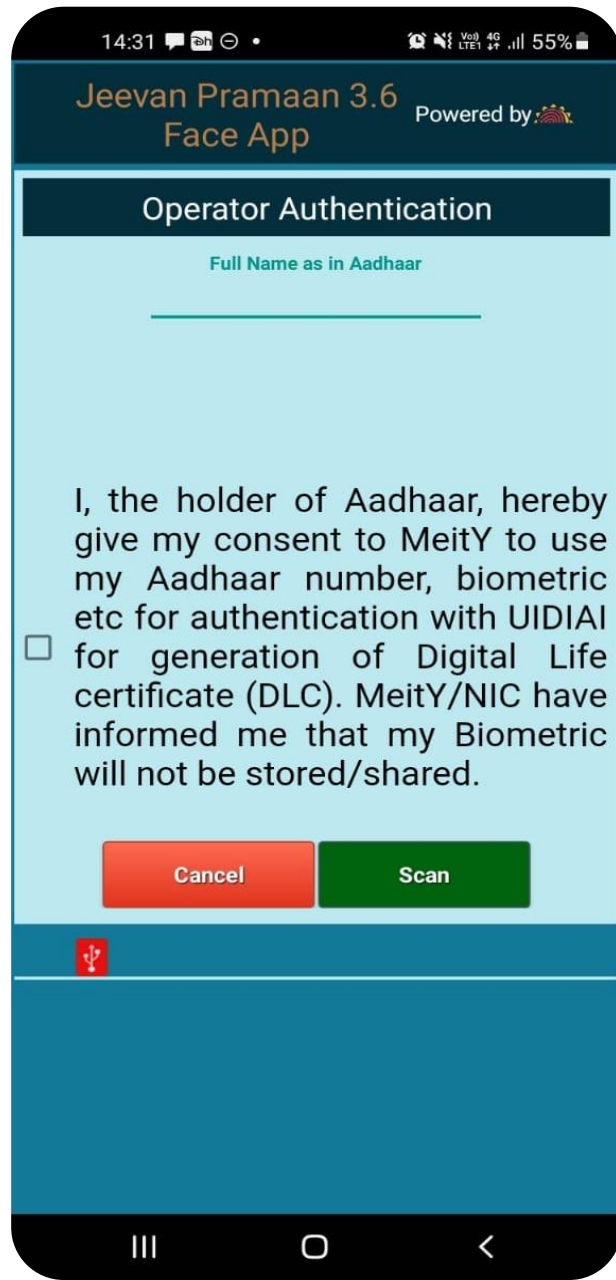 14:31
Vo)) 4G
LTE1 55%
Jeevan Pramaan 3.6
Face App
Powered by
Operator Authentication
Full Name as in Aadhaar
I, the holder of Aadhaar, hereby
give my consent to MeitY to use
my Aadhaar number, biometric
etc for authentication with UIDIAI
for generation of Digital Life
certificate (DLC). MeitY/NIC have
informed me that my Biometric
will not be stored/shared.
Cancel
Scan